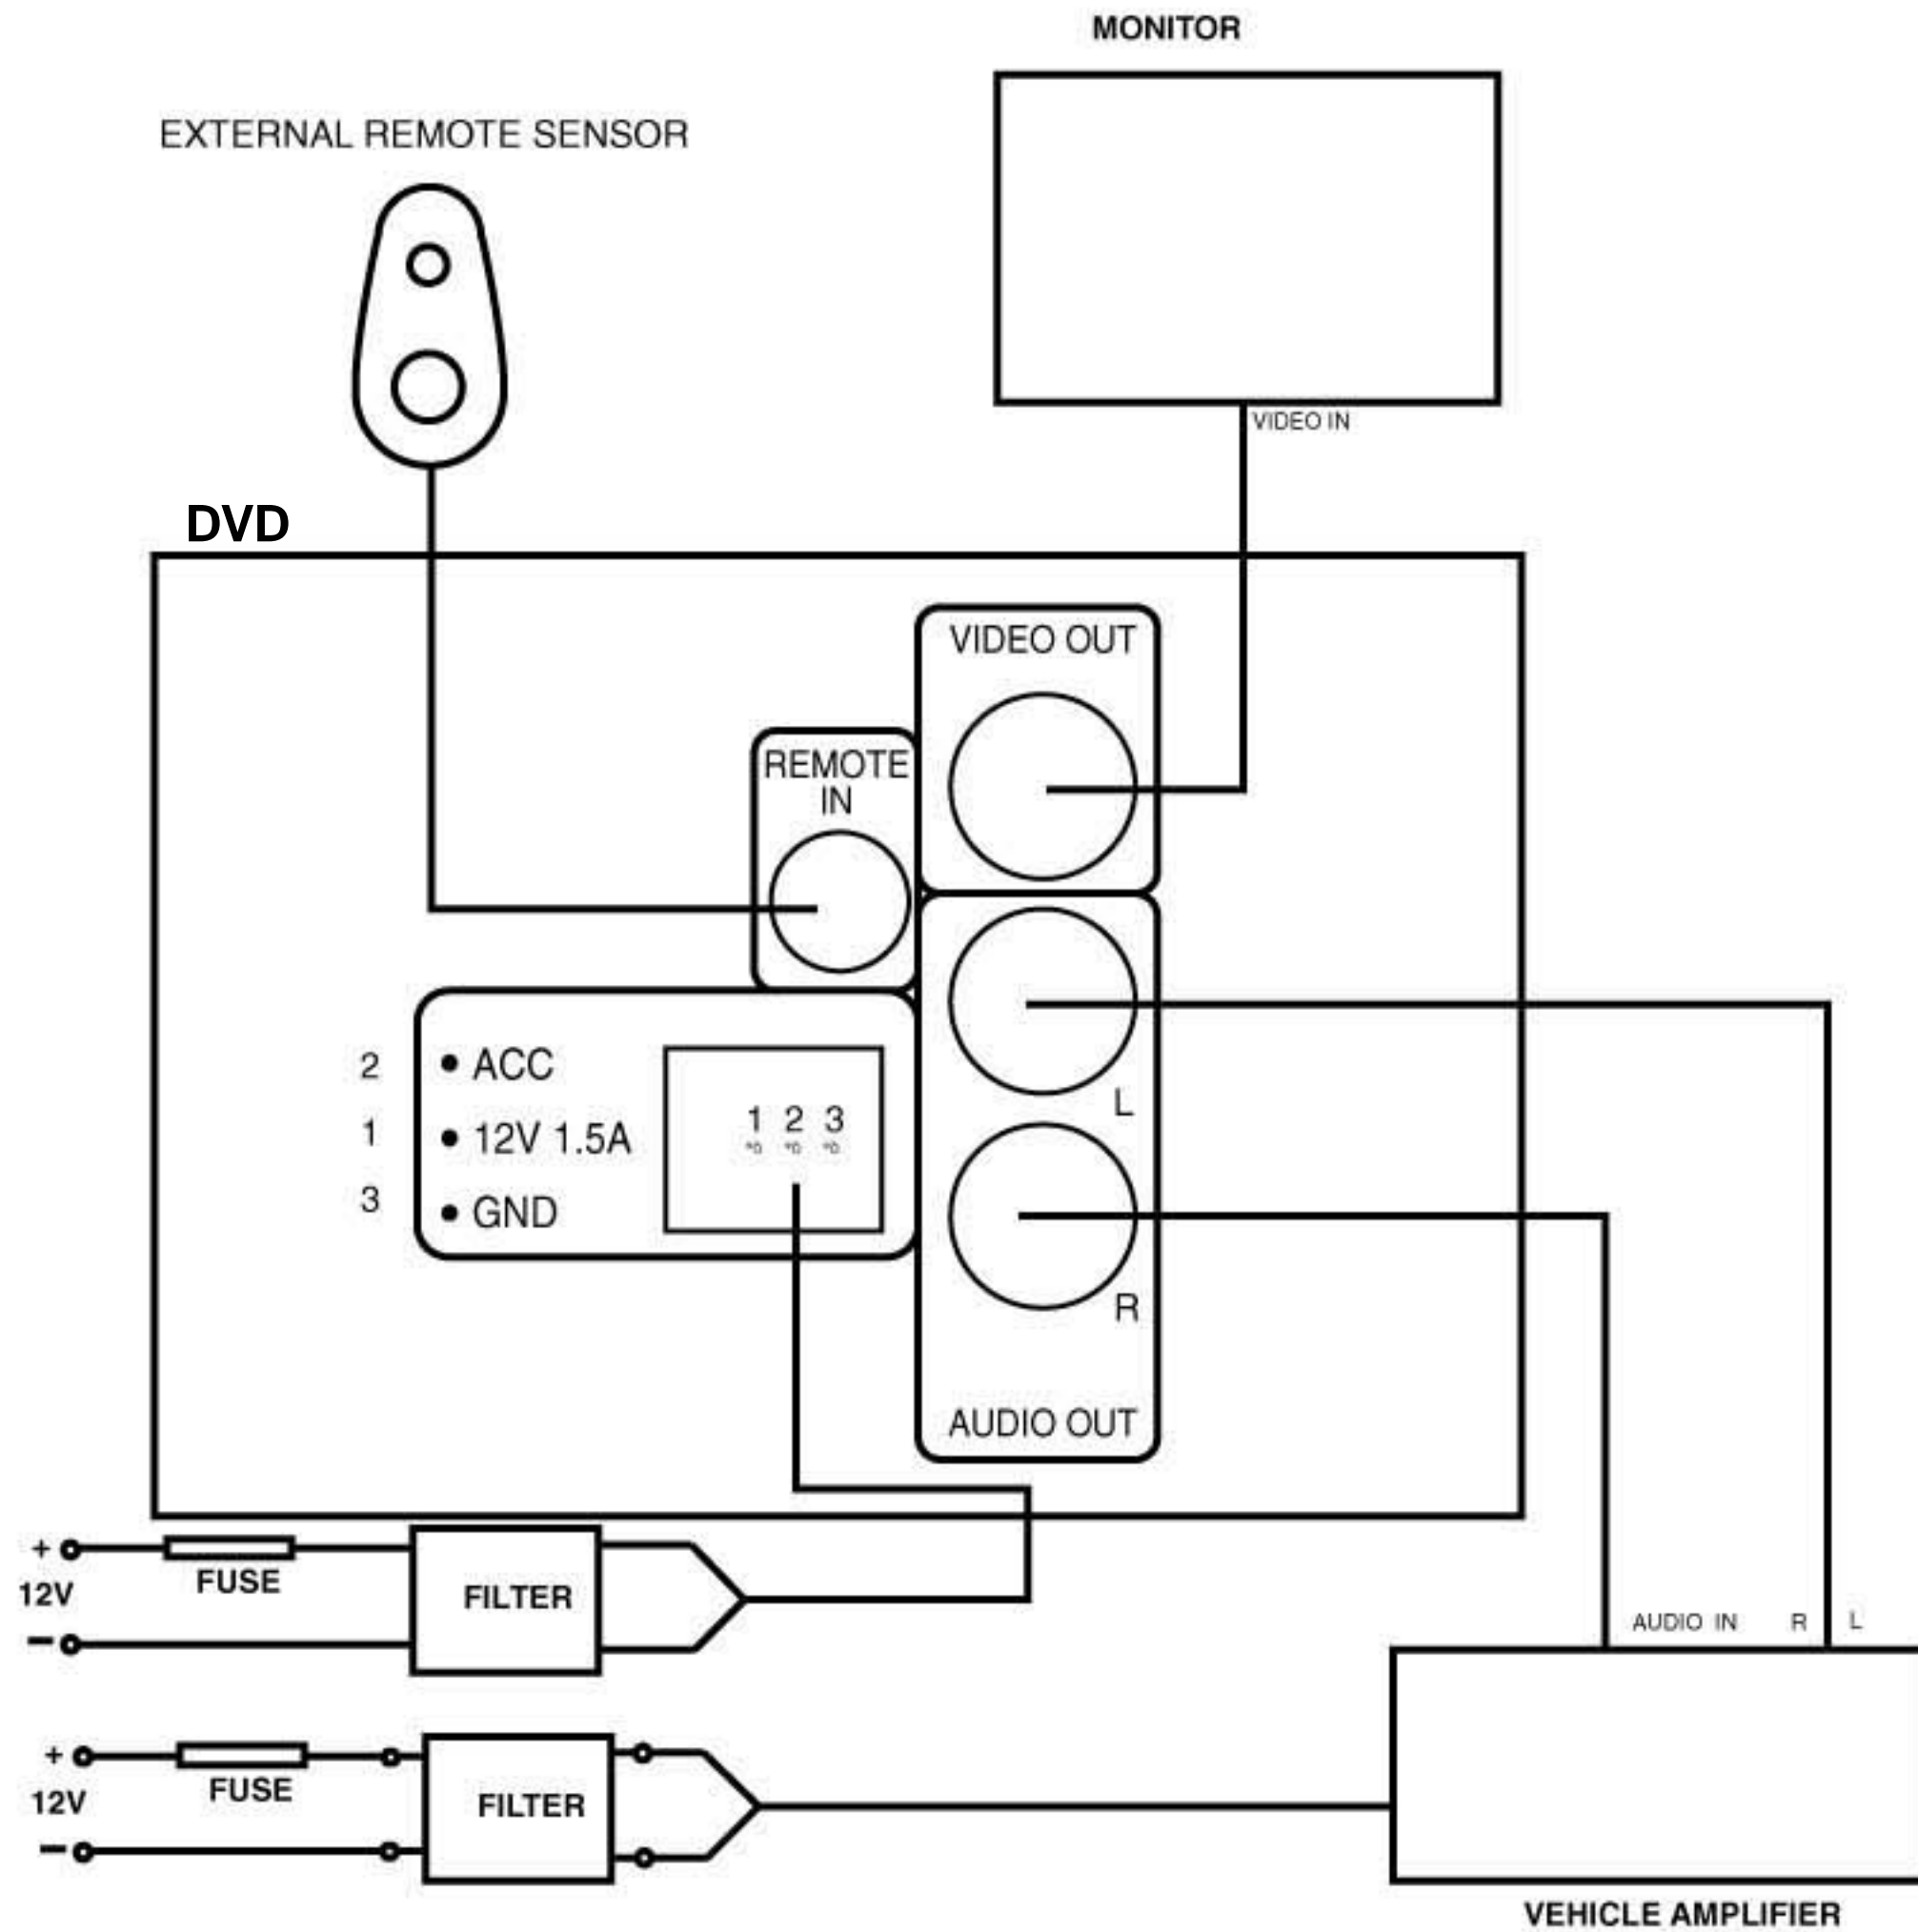 MONITOR
EXTERNAL REMOTE SENSOR
VIDEO IN
DVD
VIDEO OUT
REMOTE
IN
2 • ACC
1 • 12V 1.5A
3 • GND
1 2 3
L
R
AUDIO OUT
+
12V
−
FUSE
FILTER
AUDIO IN R L
+
12V
−
FUSE
FILTER
VEHICLE AMPLIFIER